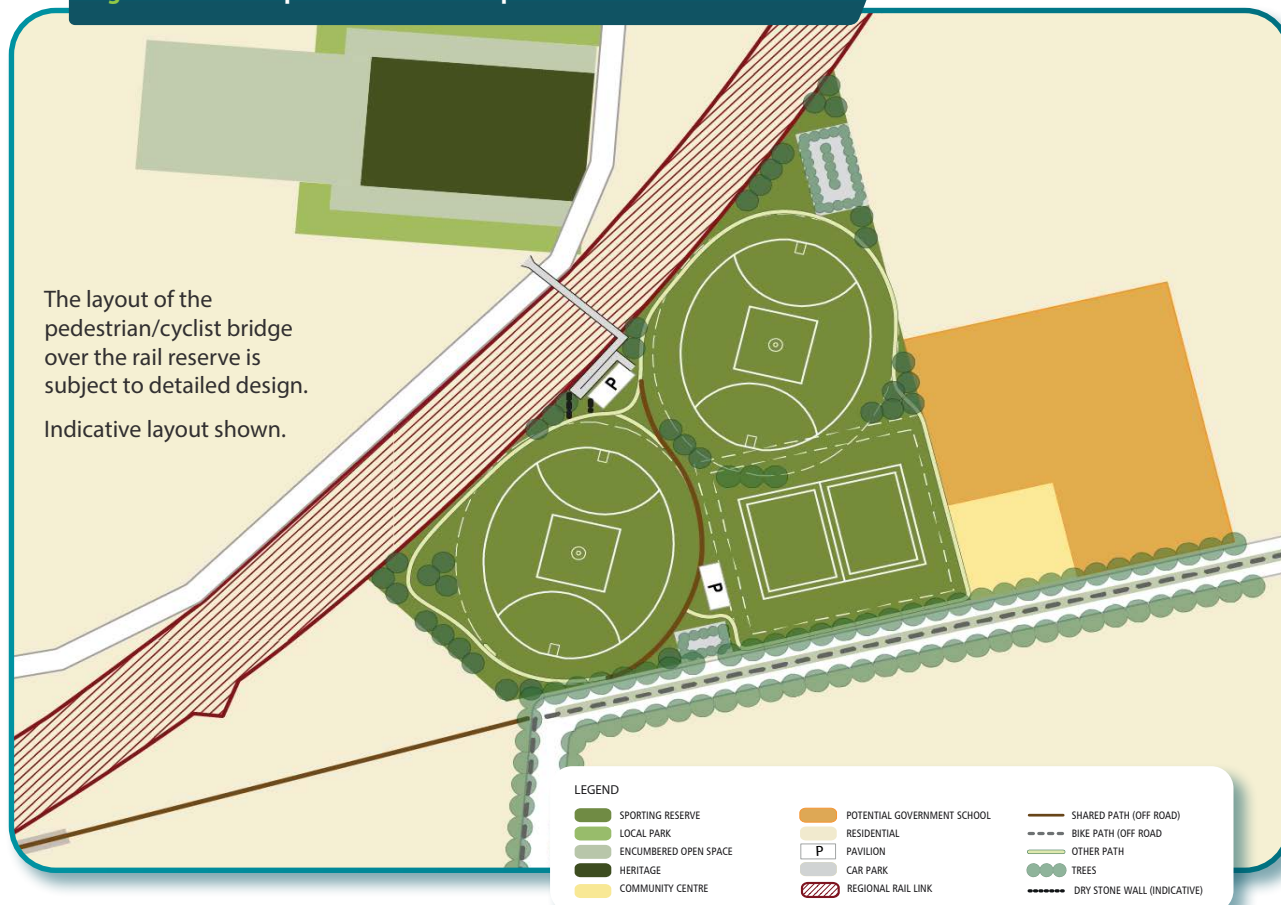 The layout of the
pedestrian/cyclist bridge
over the rail reserve is
subject to detailed design.
Indicative layout shown.
P
P
LEGEND
SPORTING RESERVE
LOCAL PARK
ENCUMBERED OPEN SPACE
HERITAGE
COMMUNITY CENTRE
POTENTIAL GOVERNMENT SCHOOL
RESIDENTIAL
P PAVILION
CAR PARK
REGIONAL RAIL LINK
SHARED PATH (OFF ROAD)
BIKE PATH (OFF ROAD
OTHER PATH
TREES
DRY STONE WALL (INDICATIVE)